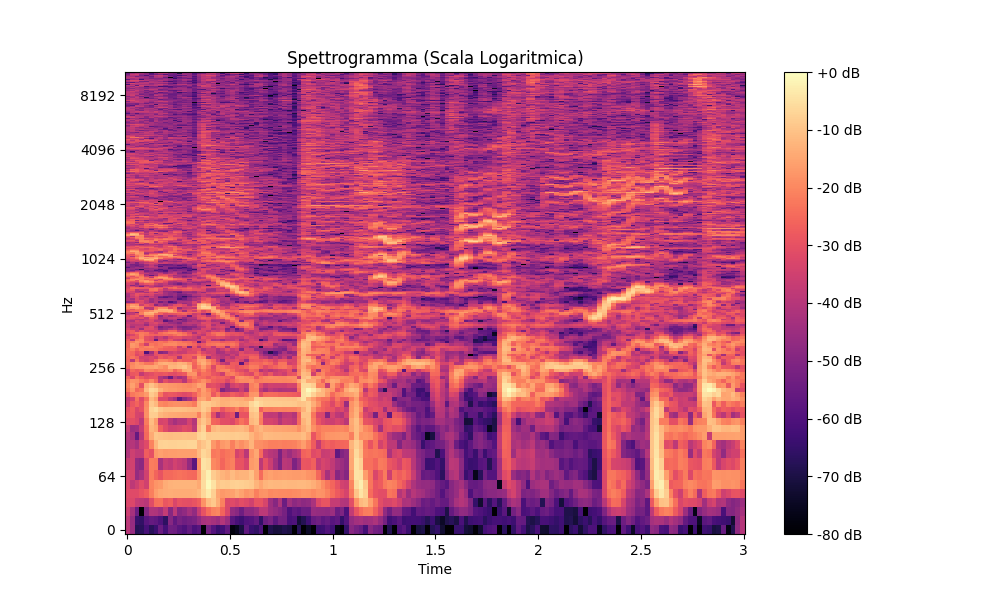 Spettrogramma (Scala Logaritmica)
8192
4096
2048
1024
512
256
128
64
0
Hz
0
0.5
1
1.5
2
2.5
3
Time
+0 dB
-10 dB
-20 dB
-30 dB
-40 dB
-50 dB
-60 dB
-70 dB
-80 dB